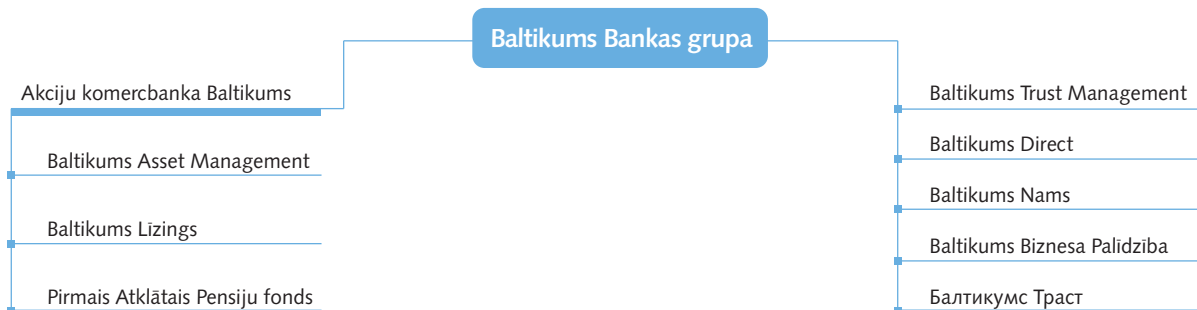 Baltikums Bankas grupa
Akciju komercbanka Baltikums
Baltikums Asset Management
Baltikums Līzings
Pirmais Atklātais Pensiju fonds
Baltikums Trust Management
Baltikums Direct
Baltikums Nams
Baltikums Biznesa Palīdzība
Балтикумс Траст